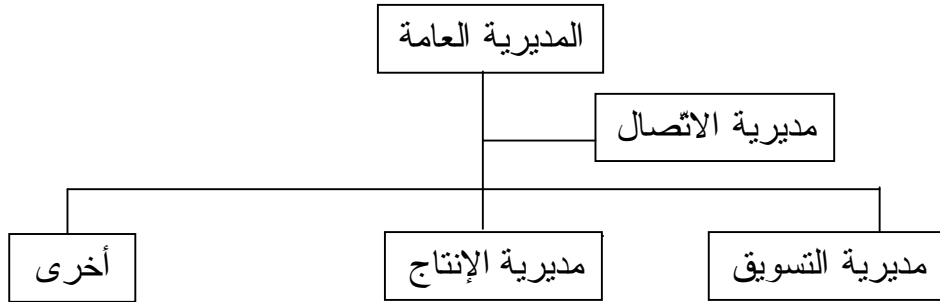 المديرية العامة
مديرية الاتّصال
مديرية التسويق
مديرية الإنتاج
أخرى